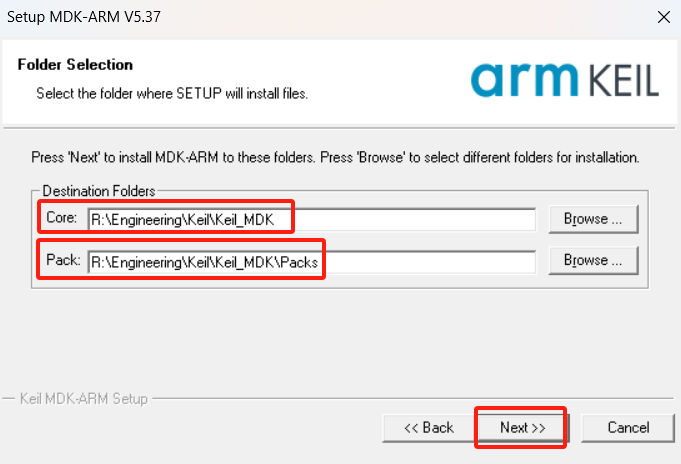 Setup MDK-ARM V5.37
Folder Selection
Select the folder where SETUP will install files.
arm KEIL
Press 'Next' to install MDK-ARM to these folders. Press 'Browse' to select different folders for installation.
Destination Folders
Core: R:\Engineering\Keil\Keil_MDK Browse ...
Pack: R:\Engineering\Keil\Keil_MDK\Packs Browse ...
Keil MDK-ARM Setup
<< Back Next >> Cancel